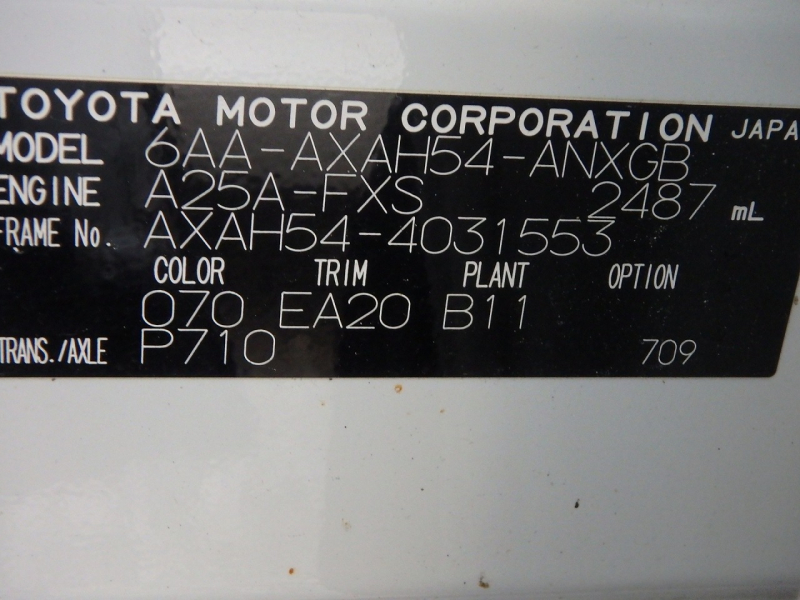 TOYOTA MOTOR CORPORATION JAPA
MODEL 6AA-AXAH54-ANXGB
ENGINE A25A-FXS 2487 mL
FRAME No. AXAH54-4031553
COLOR TRIM PLANT OPTION
070 EA20 B11
TRANS./AXLE P710 709